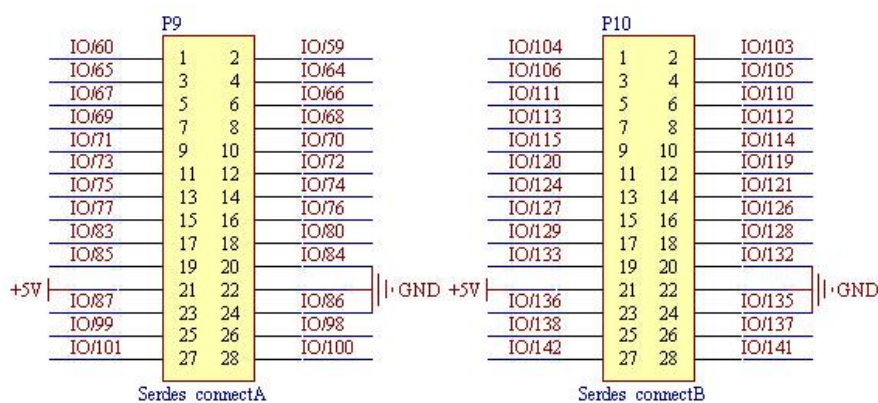 P9
IO/60 1 2 IO/59
IO/65 3 4 IO/64
IO/67 5 6 IO/66
IO/69 7 8 IO/68
IO/71 9 10 IO/70
IO/73 11 12 IO/72
IO/75 13 14 IO/74
IO/77 15 16 IO/76
IO/83 17 18 IO/80
IO/85 19 20 IO/84
+5V 21 22 GND
IO/87 23 24 IO/86
IO/99 25 26 IO/98
IO/101 27 28 IO/100
Serdes connectA
P10
IO/104 1 2 IO/103
IO/106 3 4 IO/105
IO/111 5 6 IO/110
IO/113 7 8 IO/112
IO/115 9 10 IO/114
IO/120 11 12 IO/119
IO/124 13 14 IO/121
IO/127 15 16 IO/126
IO/129 17 18 IO/128
IO/133 19 20 IO/132
+5V 21 22 GND
IO/136 23 24 IO/135
IO/138 25 26 IO/137
IO/142 27 28 IO/141
Serdes connectB